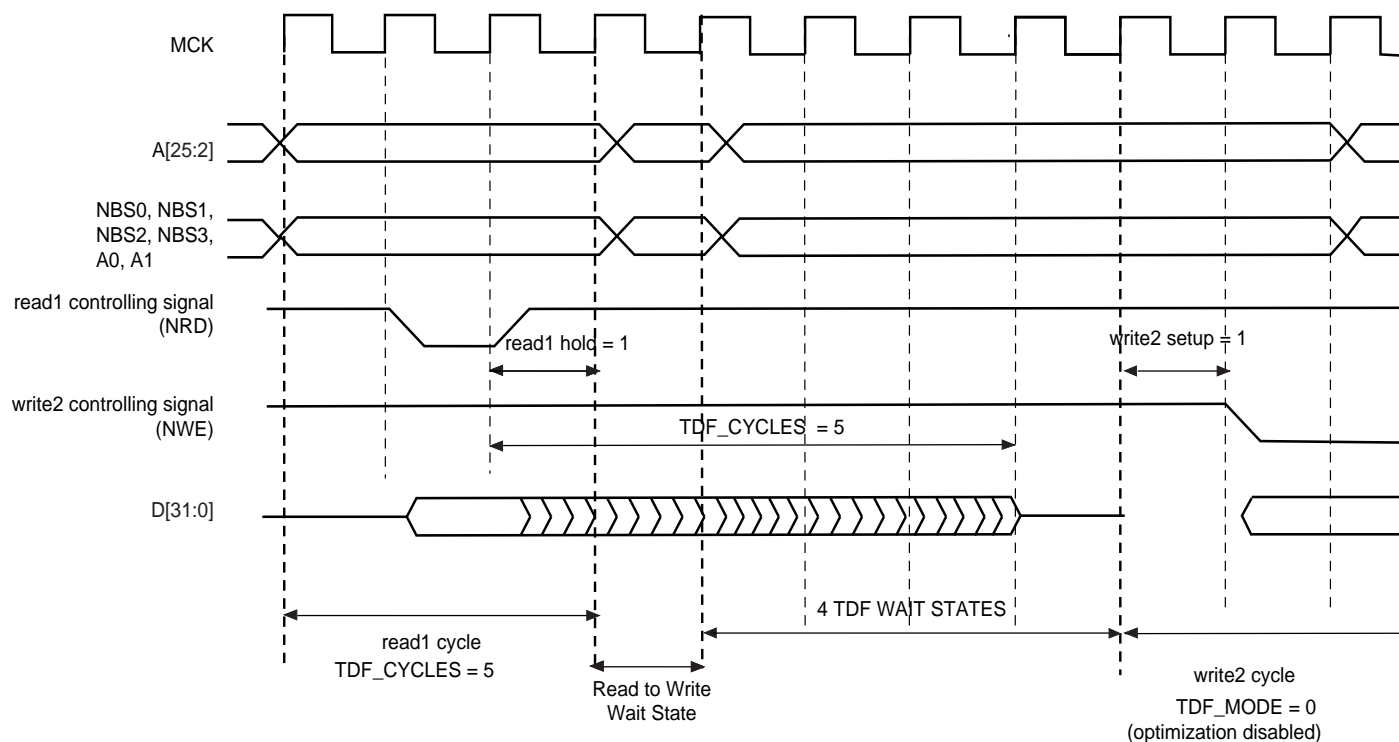 MCK
A[25:2]
NBS0, NBS1,
NBS2, NBS3,
A0, A1
read1 controlling signal
(NRD)
read1 hold = 1
write2 setup = 1
write2 controlling signal
(NWE)
TDF_CYCLES = 5
D[31:0]
4 TDF WAIT STATES
read1 cycle
TDF_CYCLES = 5
Read to Write
Wait State
write2 cycle
TDF_MODE = 0
(optimization disabled)